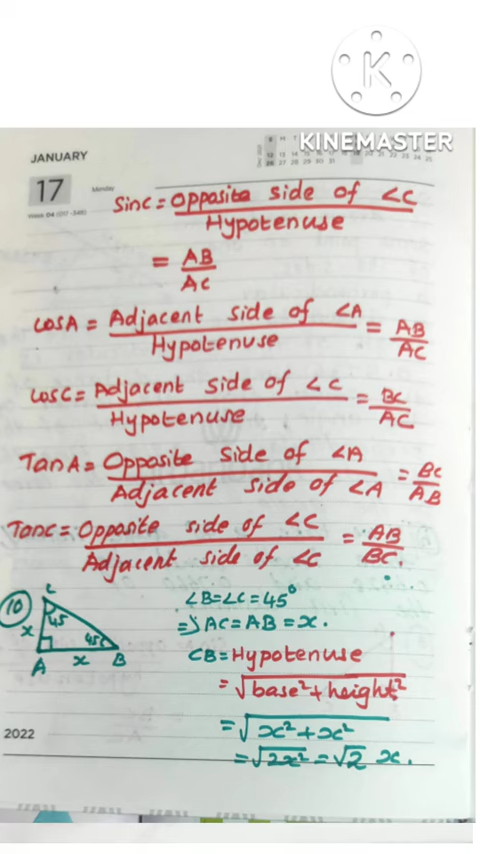 K
KINEMASTER
JANUARY
17
Monday
Sinc = Opposite side of ∠C / Hypotenuse
= AB / AC
cosA = Adjacent side of ∠A / Hypotenuse = AB / AC
cosc = Adjacent side of ∠C / Hypotenuse = BC / AC
TanA = Opposite side of ∠A / Adjacent side of ∠A = BC / AB
Tanc = Opposite side of ∠C / Adjacent side of ∠C = AB / BC.
10
C
45
x
45
A x B
∠B=∠C=45°
=> AC=AB=x.
CB=Hypotenuse
=√base²+height²
=√x²+x²
=√2x²=√2 x.
2022